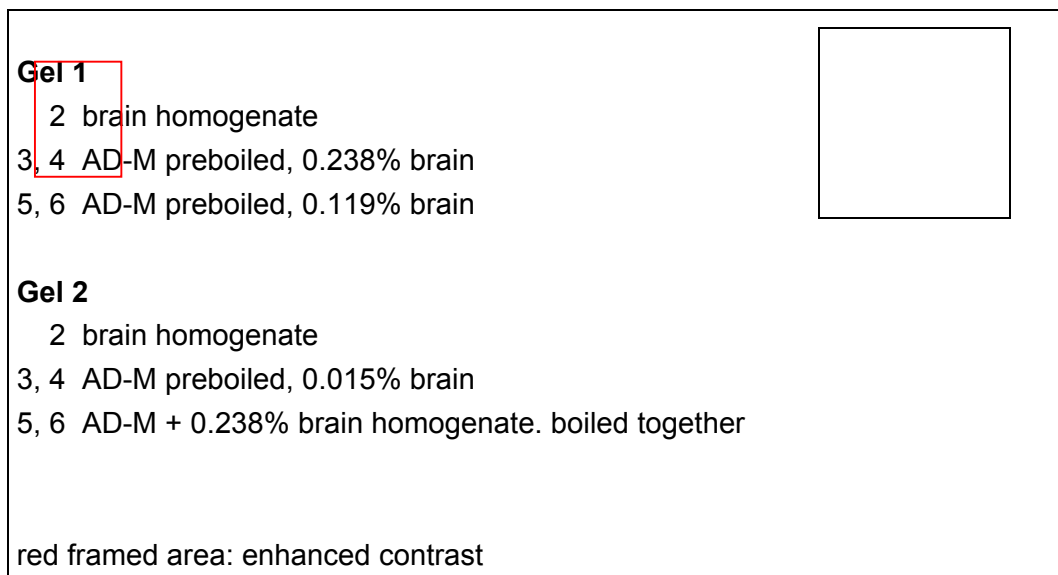 Gel 1
2 brain homogenate
3, 4 AD-M preboiled, 0.238% brain
5, 6 AD-M preboiled, 0.119% brain
Gel 2
2 brain homogenate
3, 4 AD-M preboiled, 0.015% brain
5, 6 AD-M + 0.238% brain homogenate. boiled together
red framed area: enhanced contrast